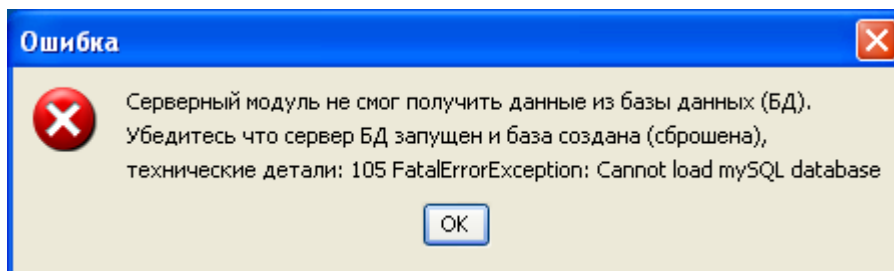 Ошибка
Серверный модуль не смог получить данные из базы данных (БД).
Убедитесь что сервер БД запущен и база создана (сброшена),
технические детали: 105 FatalErrorException: Cannot load mySQL database
OK